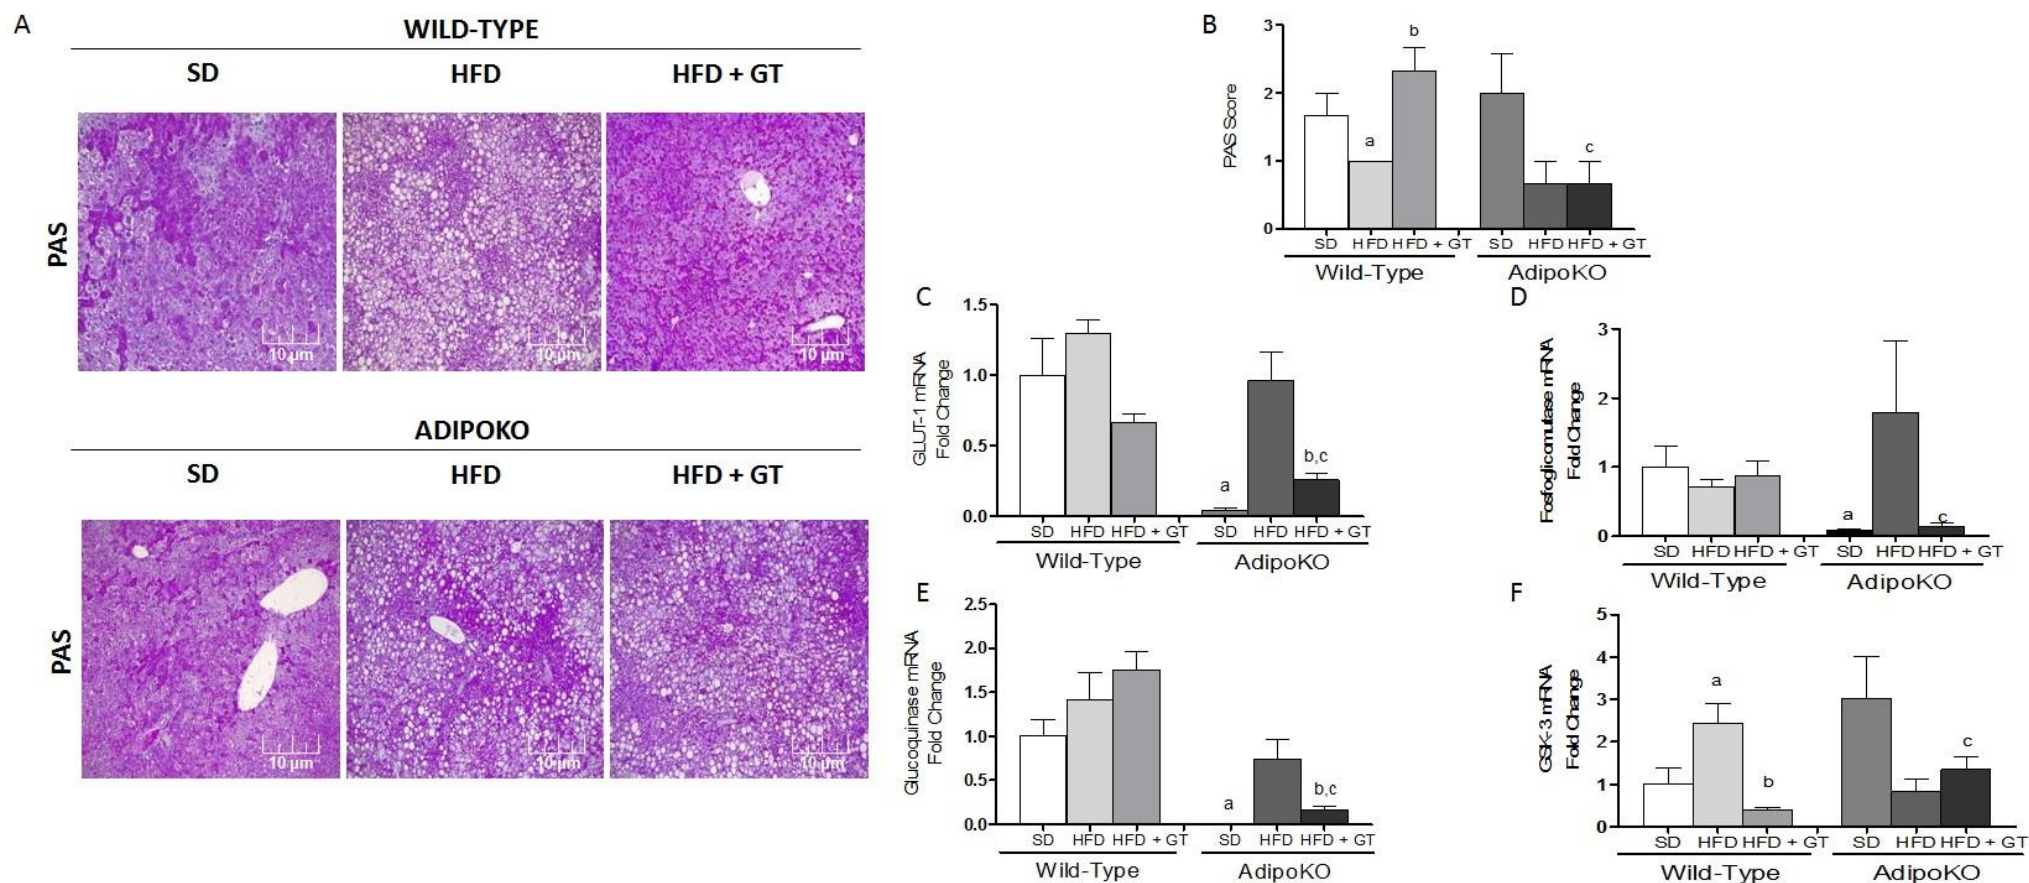 A
WILD-TYPE
SD HFD HFD + GT
PAS
10 µm 10 µm 10 µm
ADIPOKO
SD HFD HFD + GT
PAS
10 µm 10 µm 10 µm
B
PAS Score
3
2
1
0
a b c
SD HFD HFD + GT SD HFD HFD + GT
Wild-Type AdipoKO
C
GLUT-1 mRNA
Fold Change
1.5
1.0
0.5
0.0
a b,c
SD HFD HFD + GT SD HFD HFD + GT
Wild-Type AdipoKO
D
Fosfoglicomutase mRNA
Fold Change
3
2
1
0
a c
SD HFD HFD + GT SD HFD HFD + GT
Wild-Type AdipoKO
E
Glucoquinase mRNA
Fold Change
2.5
2.0
1.5
1.0
0.5
0.0
a b,c
SD HFD HFD + GT SD HFD HFD + GT
Wild-Type AdipoKO
F
GSK-3 mRNA
Fold Change
5
4
3
2
1
0
a b c
SD HFD HFD + GT SD HFD HFD + GT
Wild-Type AdipoKO